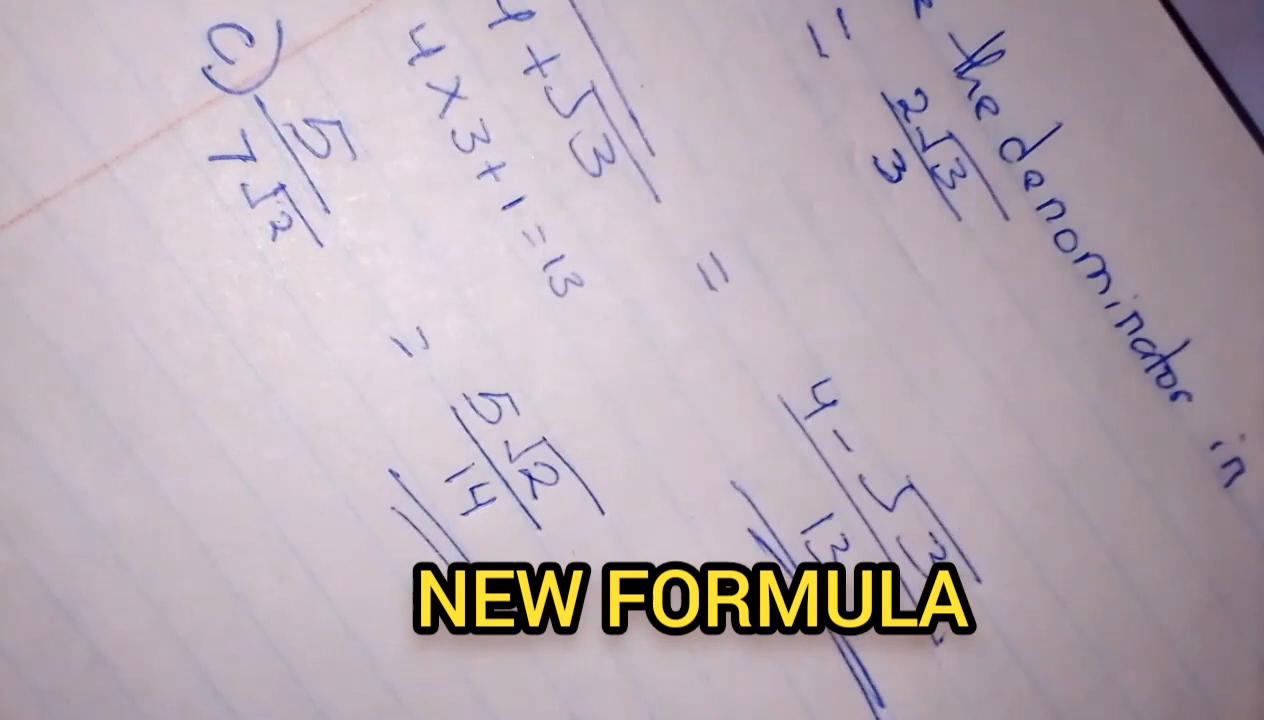 the denominator in
= 2√3
3
4 + √3 = 4 - √3
13
4 × 3 + 1 = 13
c) 5 = 5√2
7√2 14
NEW FORMULA